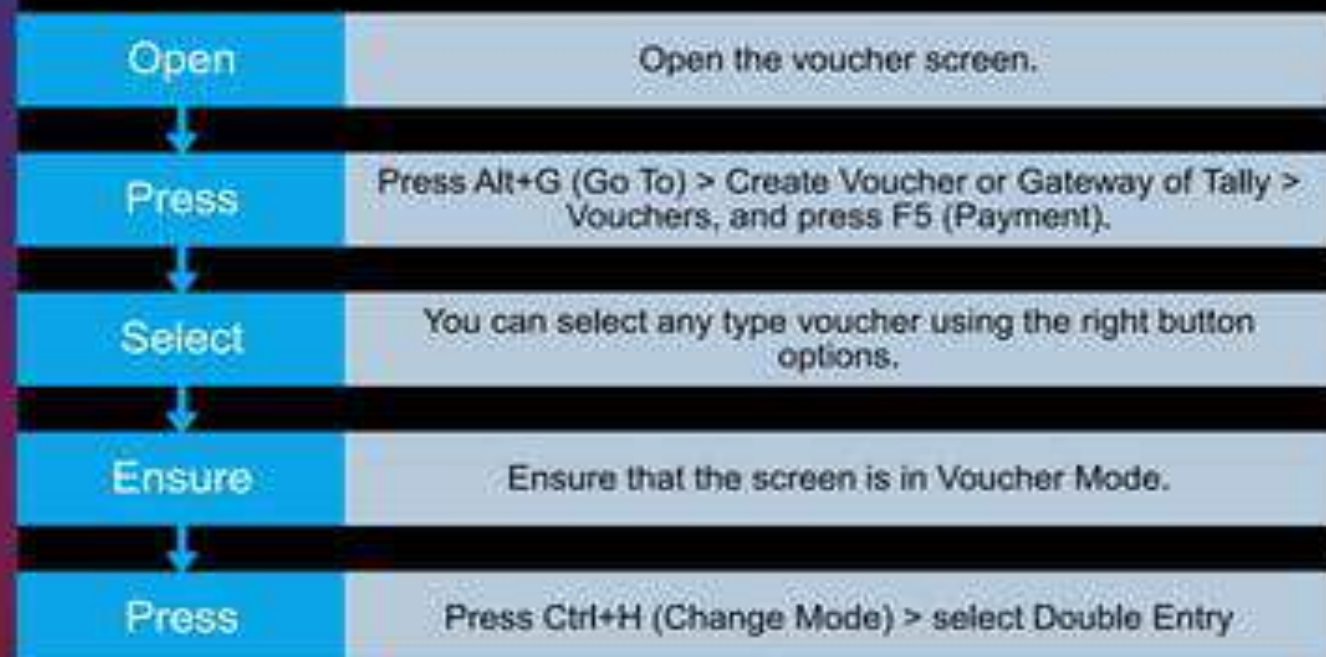 Open
Open the voucher screen.
Press
Press Alt+G (Go To) > Create Voucher or Gateway of Tally >
Vouchers, and press F5 (Payment).
Select
You can select any type voucher using the right button
options.
Ensure
Ensure that the screen is in Voucher Mode.
Press
Press Ctrl+H (Change Mode) > select Double Entry